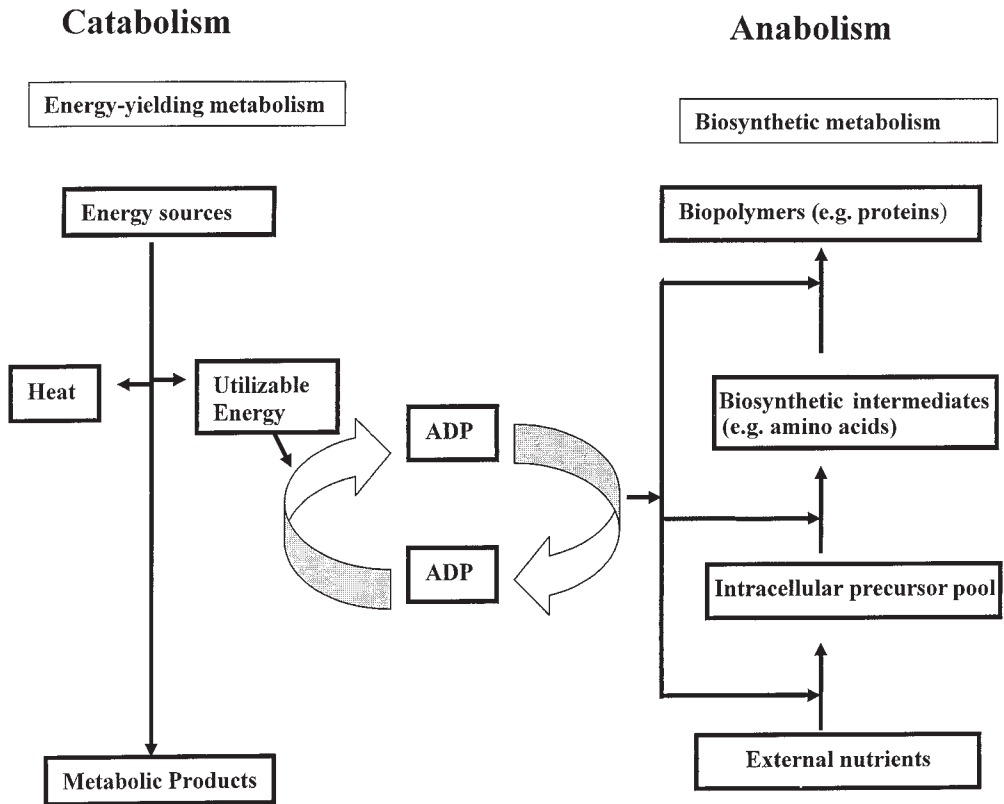 Catabolism
Anabolism
Energy-yielding metabolism
Biosynthetic metabolism
Energy sources
Biopolymers (e.g. proteins)
Heat
Utilizable
Energy
ADP
Biosynthetic intermediates
(e.g. amino acids)
ADP
Intracellular precursor pool
Metabolic Products
External nutrients